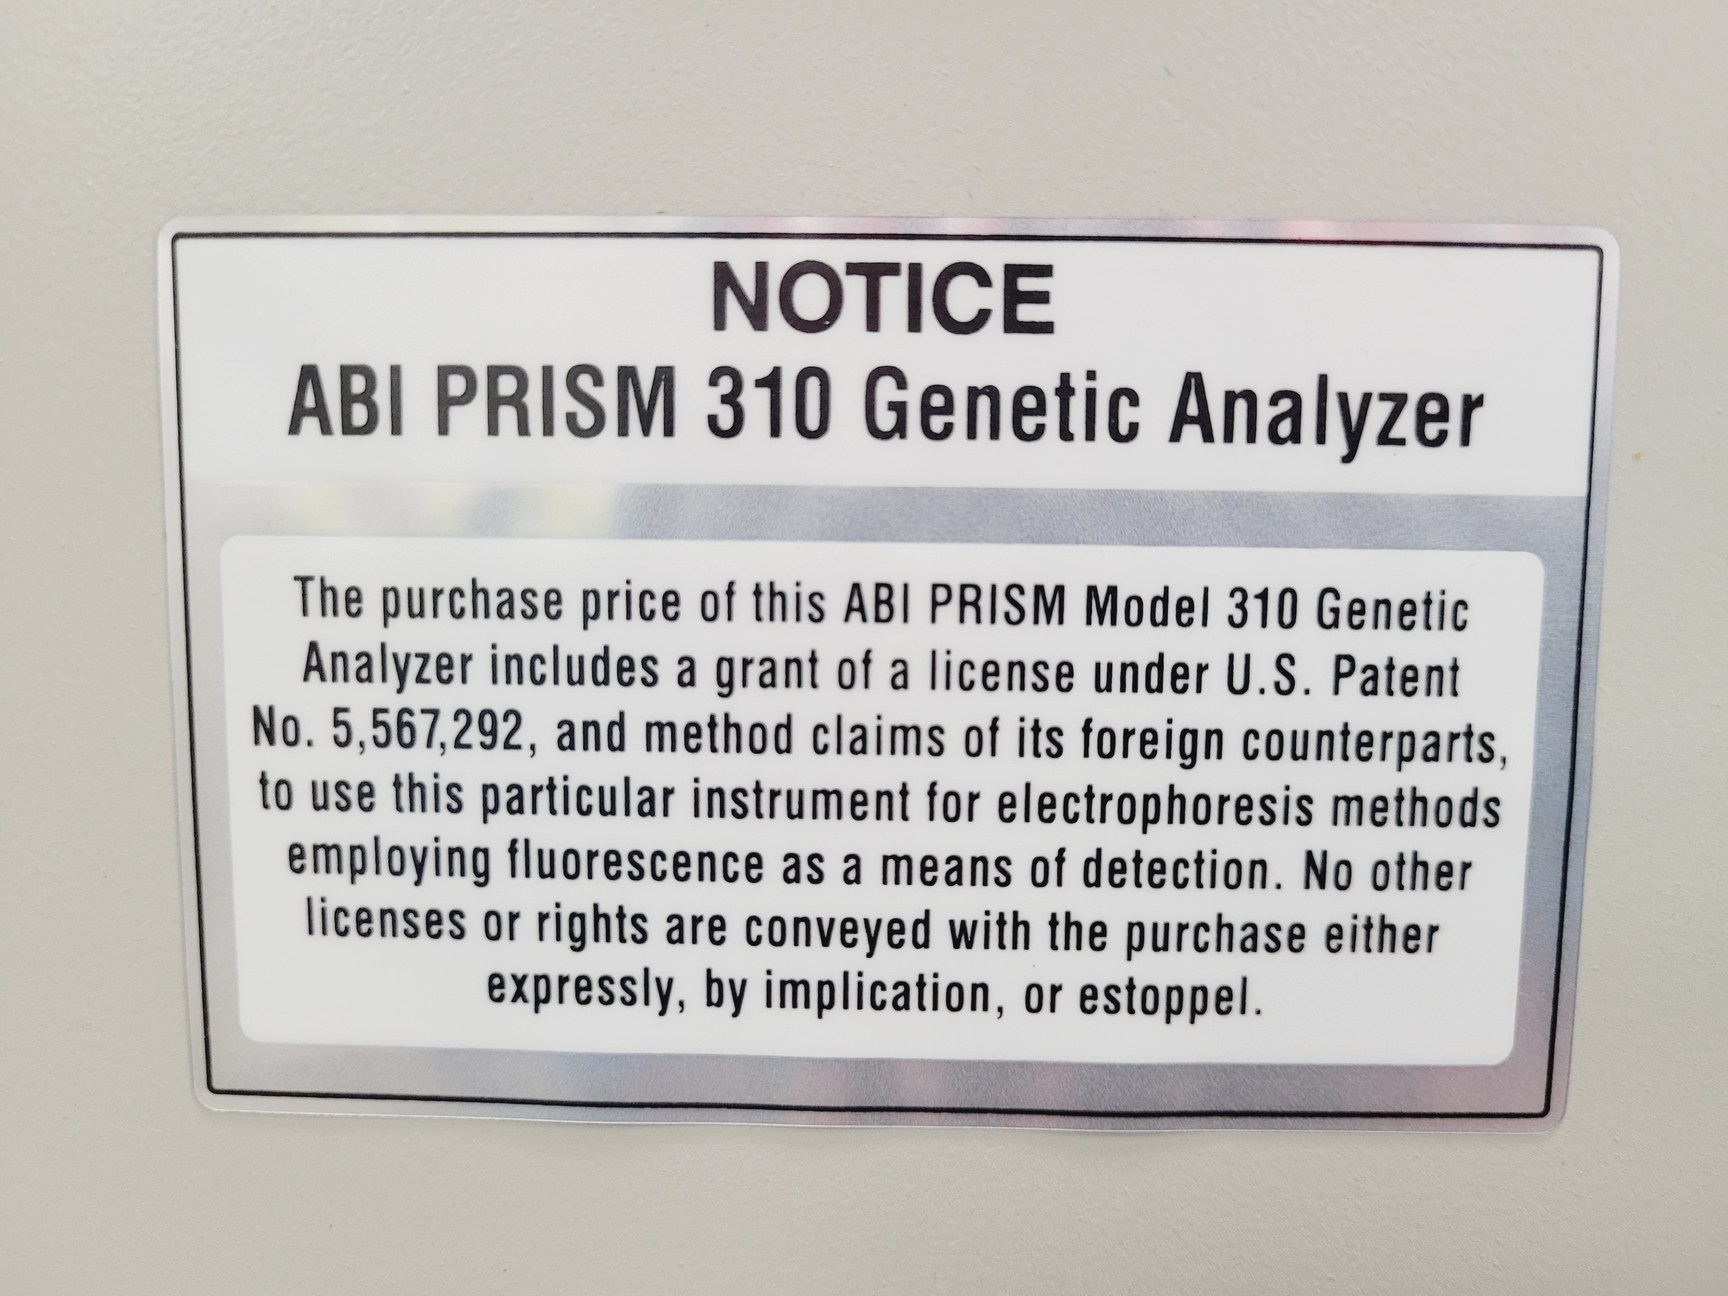 NOTICE
ABI PRISM 310 Genetic Analyzer
The purchase price of this ABI PRISM Model 310 Genetic
Analyzer includes a grant of a license under U.S. Patent
No. 5,567,292, and method claims of its foreign counterparts,
to use this particular instrument for electrophoresis methods
employing fluorescence as a means of detection. No other
licenses or rights are conveyed with the purchase either
expressly, by implication, or estoppel.